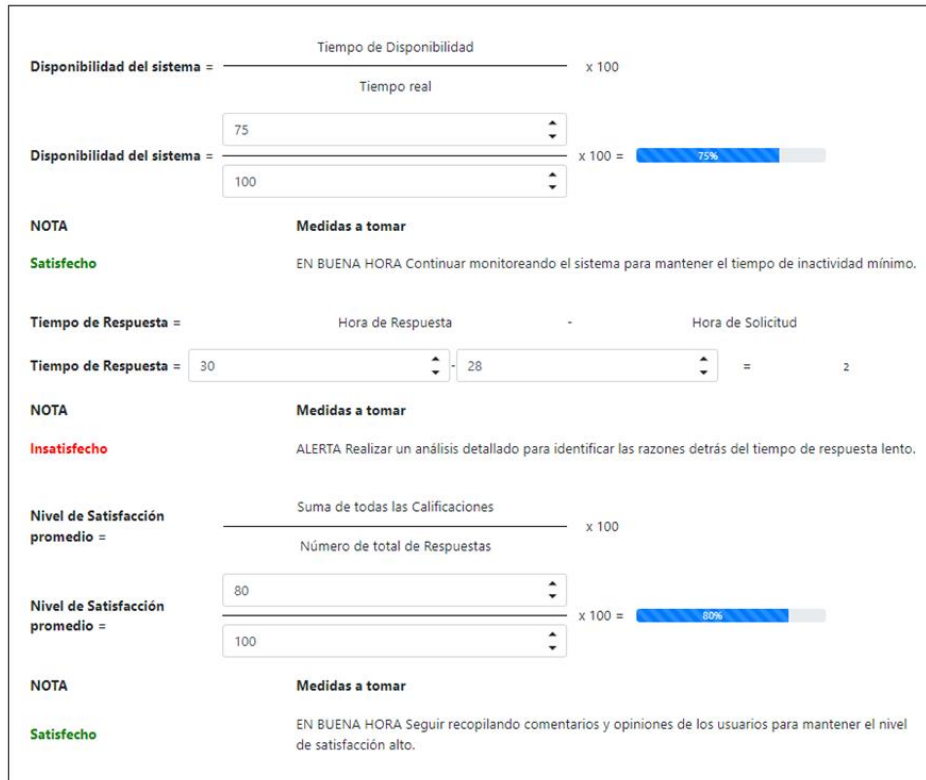 Tiempo de Disponibilidad
Disponibilidad del sistema = x 100
Tiempo real
75
Disponibilidad del sistema = x 100 = 75%
100
NOTA Medidas a tomar
Satisfecho EN BUENA HORA Continuar monitoreando el sistema para mantener el tiempo de inactividad mínimo.
Tiempo de Respuesta = Hora de Respuesta - Hora de Solicitud
Tiempo de Respuesta = 30 - 28 = 2
NOTA Medidas a tomar
Insatisfecho ALERTA Realizar un análisis detallado para identificar las razones detrás del tiempo de respuesta lento.
Suma de todas las Calificaciones
Nivel de Satisfacción
promedio = x 100
Número de total de Respuestas
80
Nivel de Satisfacción
promedio = x 100 = 80%
100
NOTA Medidas a tomar
Satisfecho EN BUENA HORA Seguir recopilando comentarios y opiniones de los usuarios para mantener el nivel
de satisfacción alto.